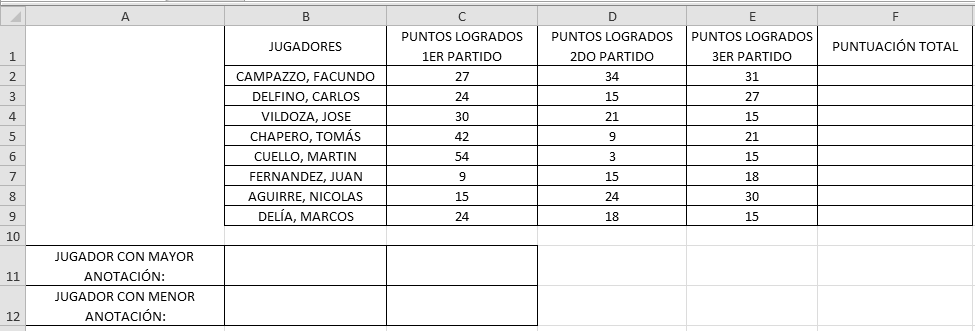 A B C D E F
1 JUGADORES PUNTOS LOGRADOS 1ER PARTIDO PUNTOS LOGRADOS 2DO PARTIDO PUNTOS LOGRADOS 3ER PARTIDO PUNTUACIÓN TOTAL
2 CAMPAZZO, FACUNDO 27 34 31
3 DELFINO, CARLOS 24 15 27
4 VILDOZA, JOSE 30 21 15
5 CHAPERO, TOMÁS 42 9 21
6 CUELLO, MARTIN 54 3 15
7 FERNANDEZ, JUAN 9 15 18
8 AGUIRRE, NICOLAS 15 24 30
9 DELÍA, MARCOS 24 18 15
10
11 JUGADOR CON MAYOR ANOTACIÓN:
12 JUGADOR CON MENOR ANOTACIÓN: